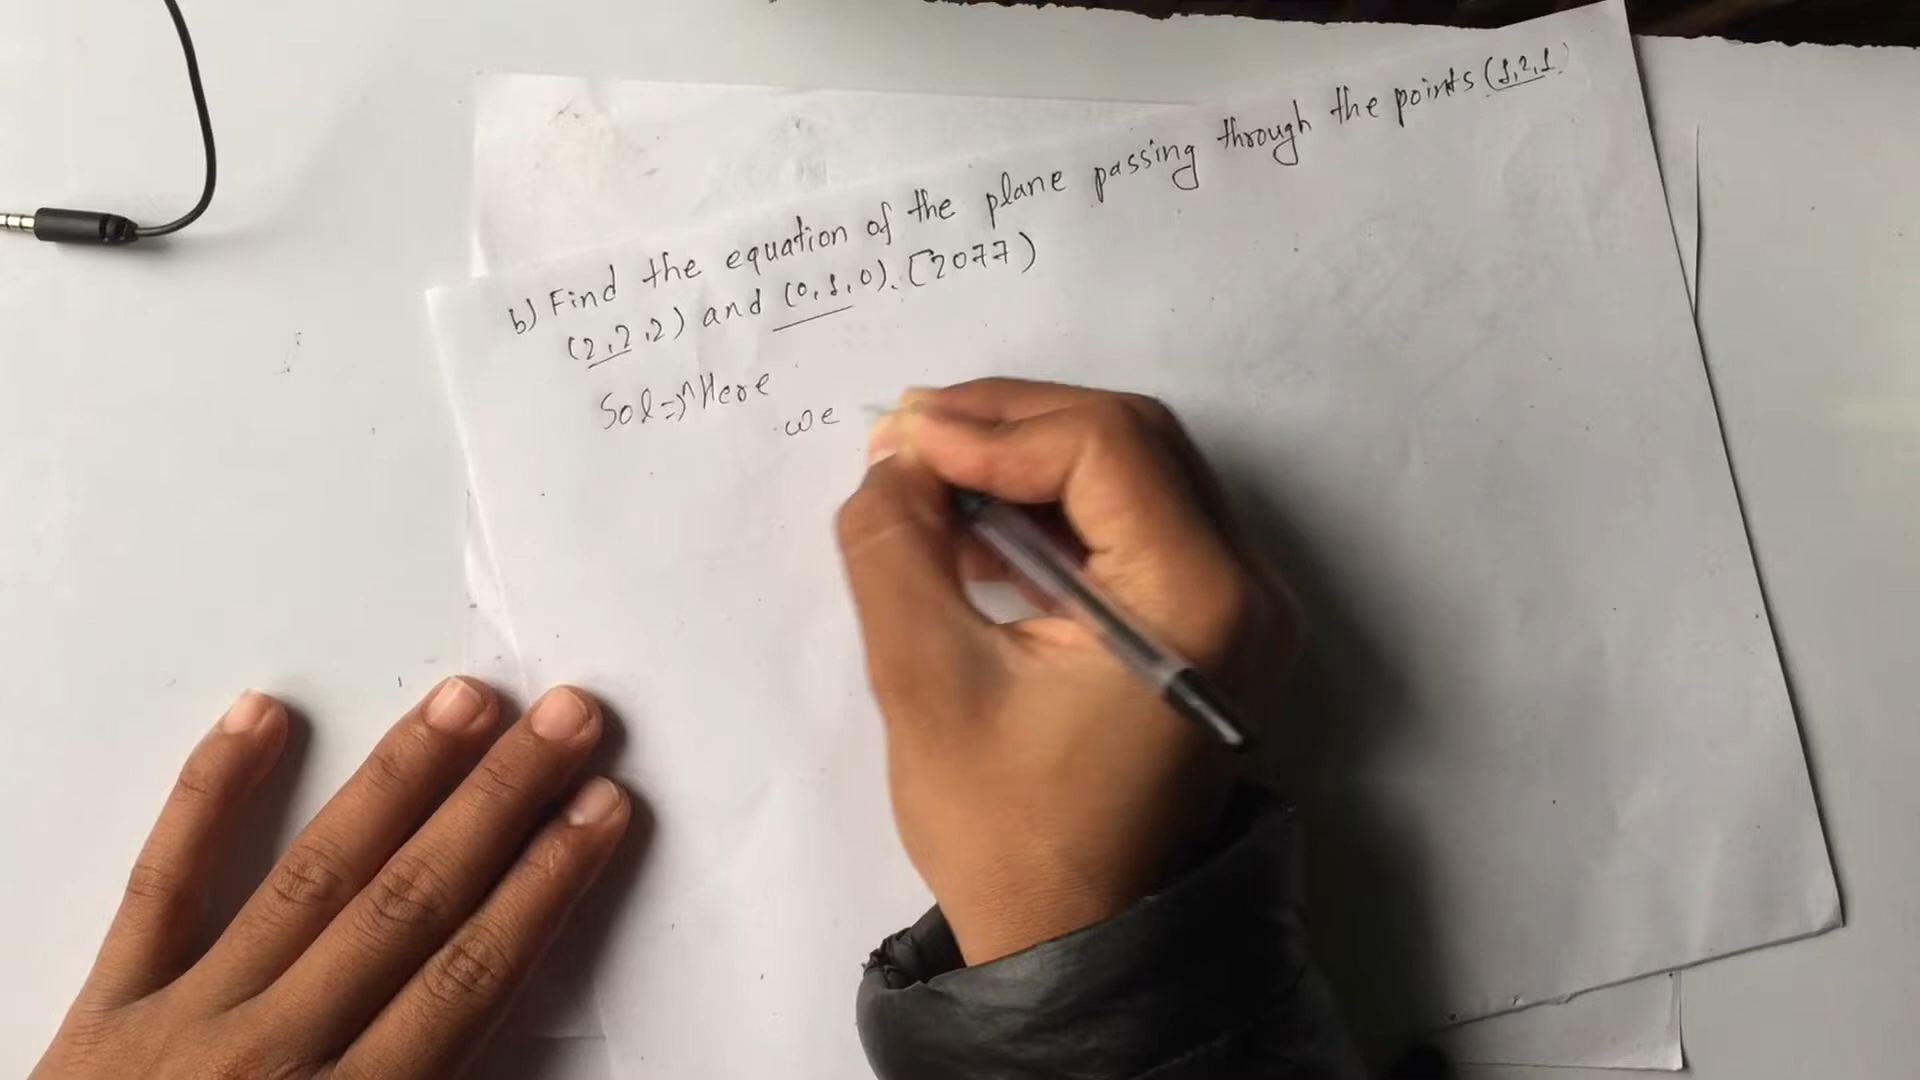 b) Find the equation of the plane passing through the points (1,2,1)
(2,2,2) and (0,1,0). [2077)
Sol⇒ⁿ Here
we